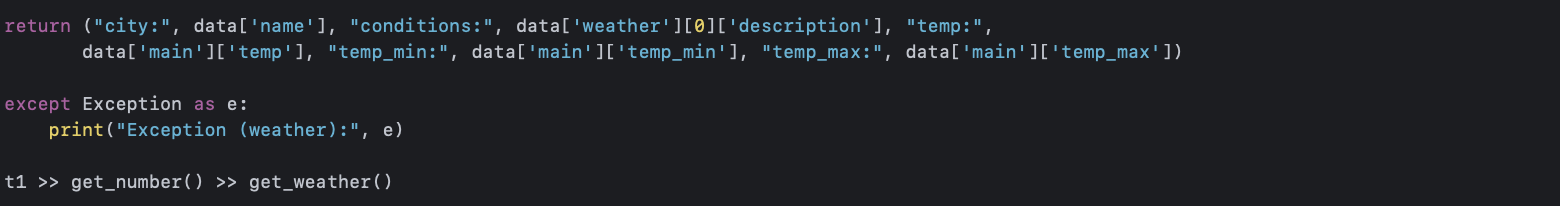 return ("city:", data['name'], "conditions:", data['weather'][0]['description'], "temp:",
       data['main']['temp'], "temp_min:", data['main']['temp_min'], "temp_max:", data['main']['temp_max'])

except Exception as e:
    print("Exception (weather):", e)

t1 >> get_number() >> get_weather()